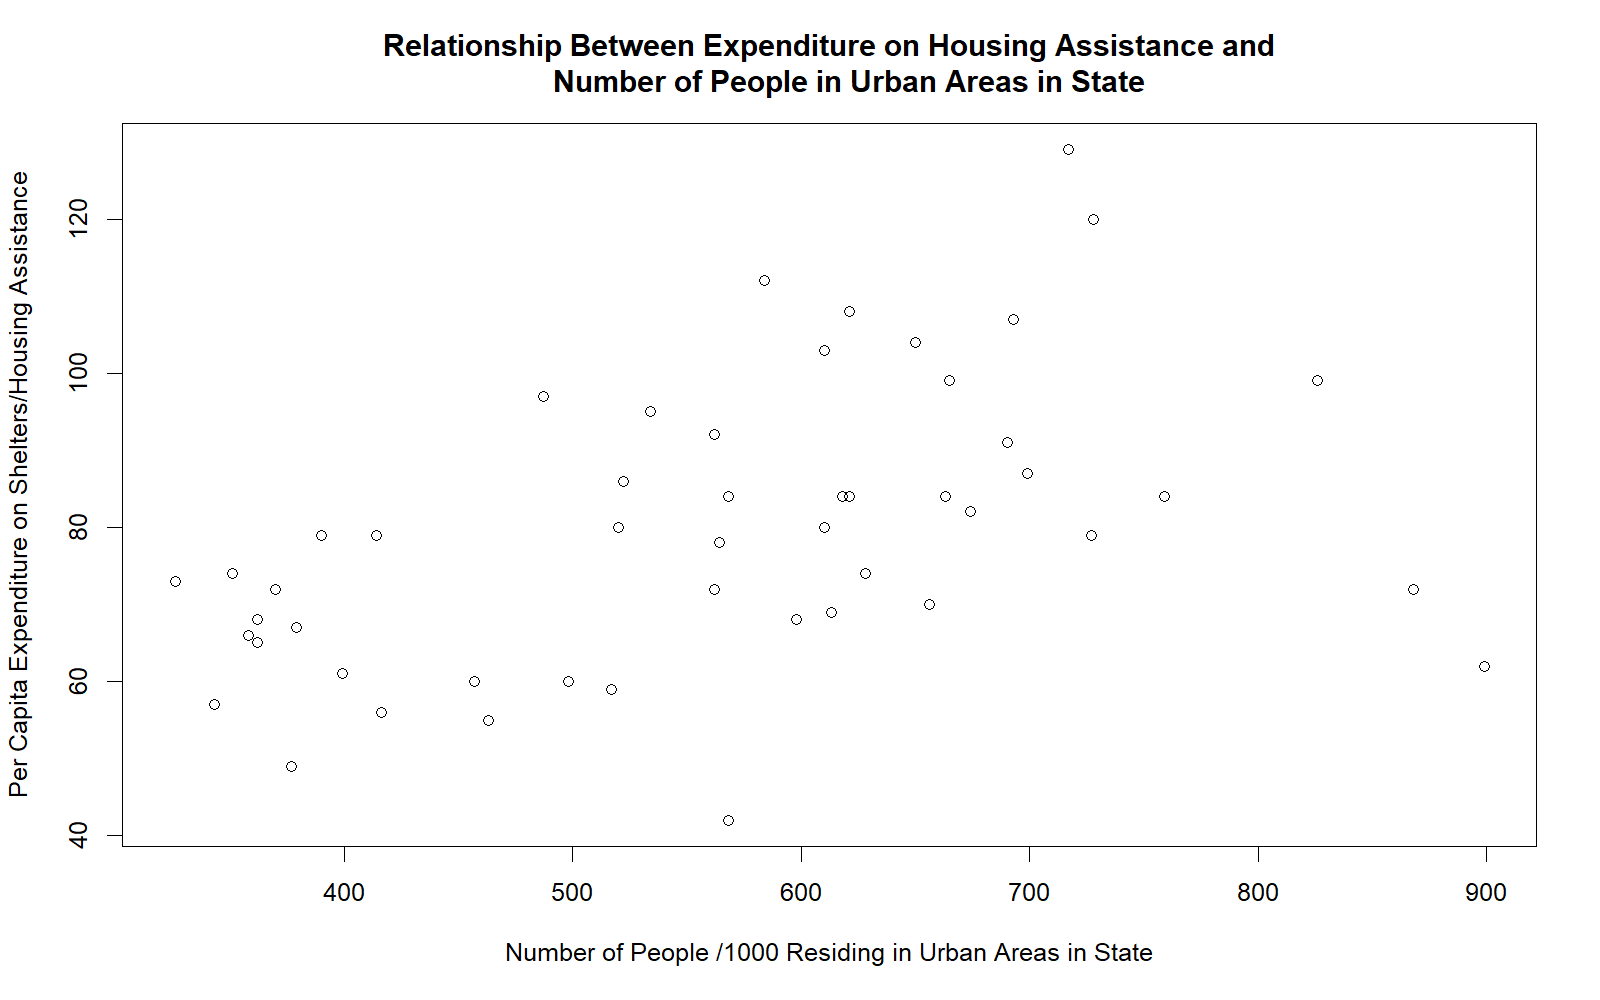 Relationship Between Expenditure on Housing Assistance and
Number of People in Urban Areas in State
Per Capita Expenditure on Shelters/Housing Assistance
120
100
80
60
40
400 500 600 700 800 900
Number of People /1000 Residing in Urban Areas in State